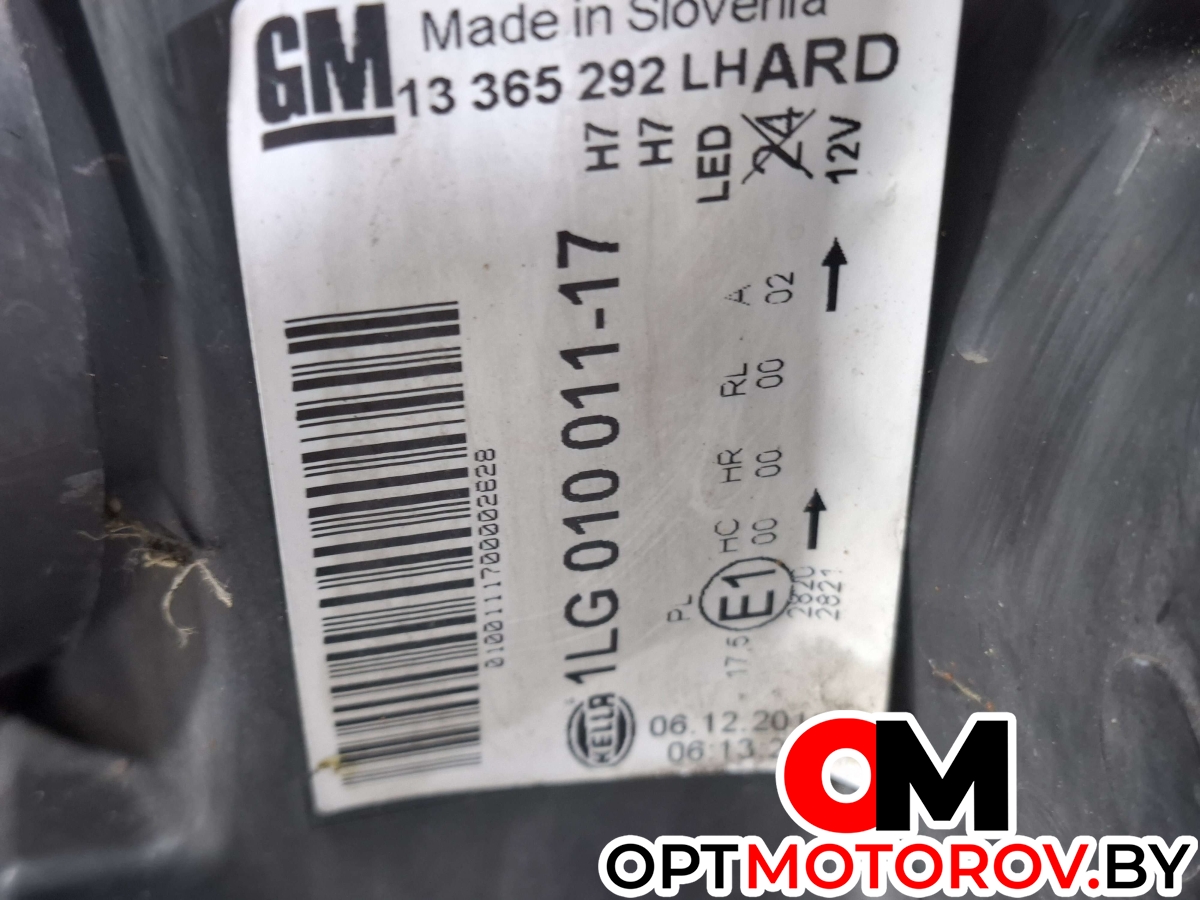 GM
Made in Slovenia
13 365 292 LHARD
H7
H7
LED
24
12V
1LG 010 011-17
01001117000002628
HELLA
A
02
RL
00
HR
00
HC
00
PL
E1
2820
2821
17,5
06.12.201
06:13
OM
OPTMOTOROV.BY